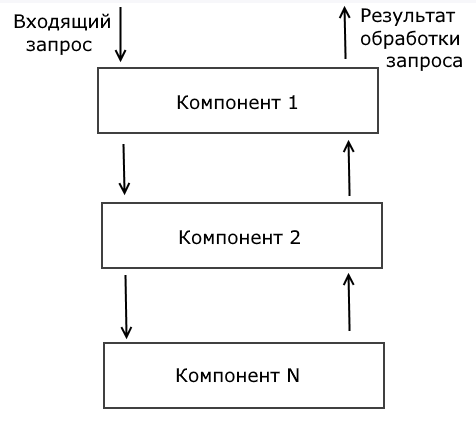 Входящий
запрос
Результат
обработки
запроса
Компонент 1
Компонент 2
Компонент N